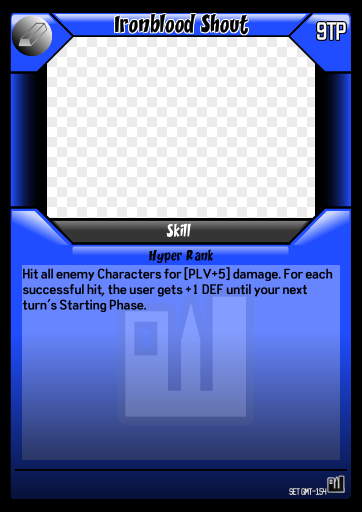 Ironblood Shout
9TP
Skill
Hyper Rank
Hit all enemy Characters for [PLV+5] damage. For each
successful hit, the user gets +1 DEF until your next
turn's Starting Phase.
SET GMT-154